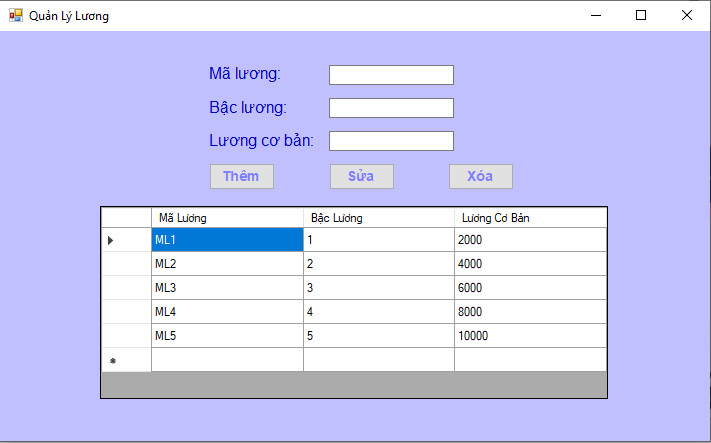 Quản Lý Lương
Mã lương:
Bậc lương:
Lương cơ bản:
Thêm Sửa Xóa
Mã Lương Bậc Lương Lương Cơ Bản
ML1 1 2000
ML2 2 4000
ML3 3 6000
ML4 4 8000
ML5 5 10000